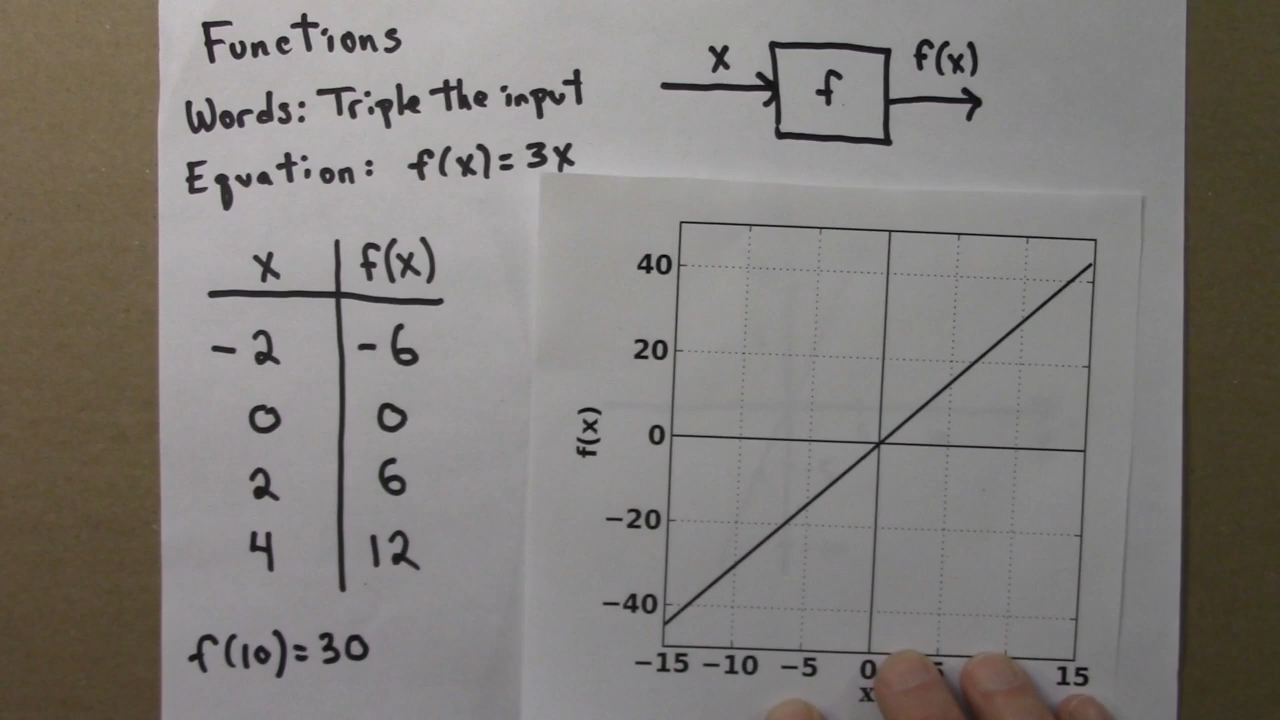 Functions
Words: Triple the input
Equation: f(x)=3x
x
f
f(x)
x f(x)
-2 -6
0 0
2 6
4 12
f(10)=30
f(x)
40
20
0
−20
−40
−15 −10 −5 0 15
x